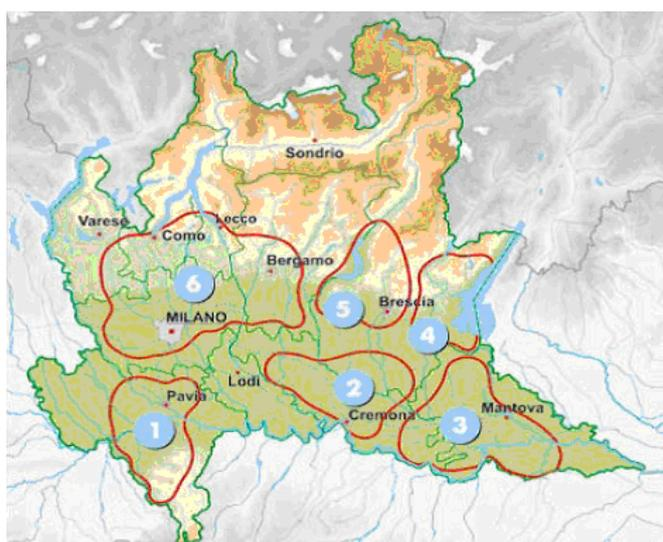 Sondrio
Varese
Lecco
Como
Bergamo
6
5
Brescia
MILANO
4
Lodi
2
Pavia
Cremona
Mantova
1
3